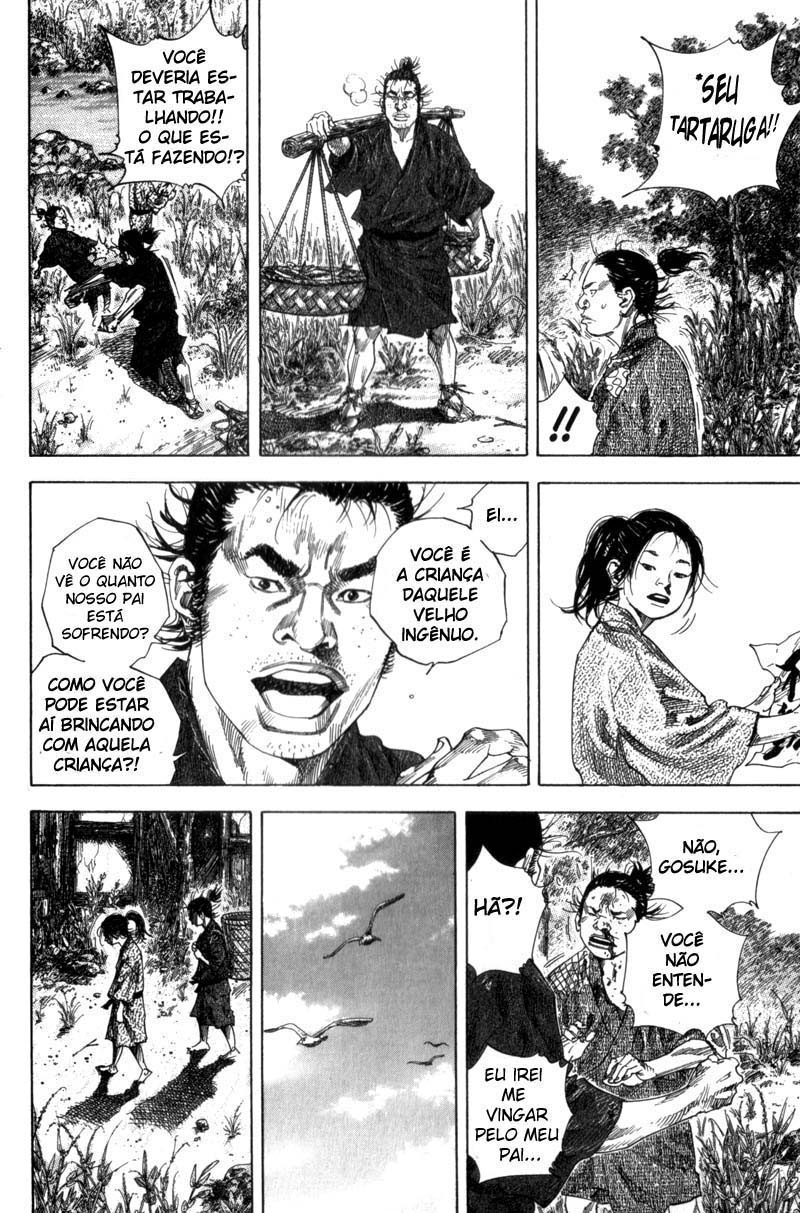 *SEU
TARTARUGA!!
!!
VOCÊ
DEVERIA ES-
TAR TRABA-
LHANDO!!
O QUE ES-
TÁ FAZENDO!?
EI...
VOCÊ É
A CRIANÇA
DAQUELE
VELHO
INGÊNUO.
VOCÊ NÃO
VÊ O QUANTO
NOSSO PAI
ESTÁ
SOFRENDO?
COMO VOCÊ
PODE ESTAR
AÍ BRINCANDO
COM AQUELA
CRIANÇA?!
NÃO,
GOSUKE...
VOCÊ
NÃO
ENTEN-
DE...
HÃ?!
EU IREI
ME
VINGAR
PELO MEU
PAI...